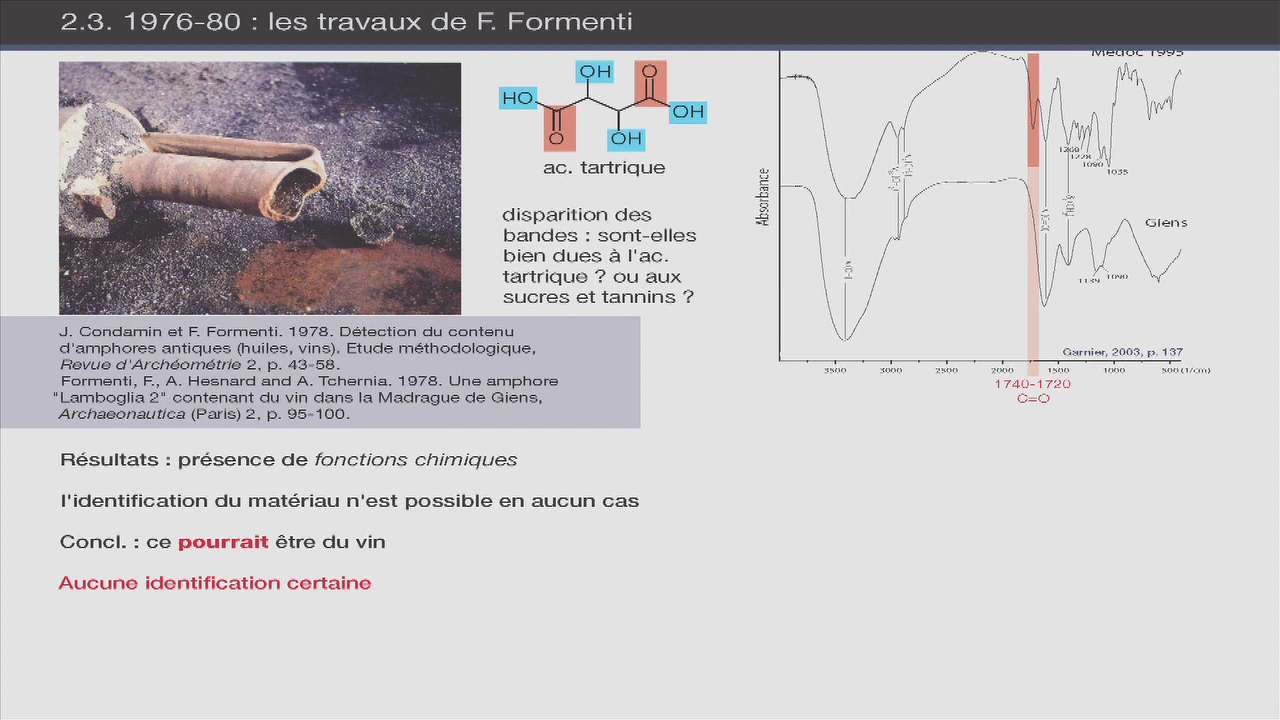 2.3. 1976-80 : les travaux de F. Formenti
OH
O
HO
OH
O
OH
ac. tartrique
disparition des
bandes : sont-elles
bien dues à l'ac.
tartrique ? ou aux
sucres et tannins ?
Médoc 1995
1260
1228
1090
1035
Absorbance
Giens
1139
1090
Garnier, 2003, p. 137
3500
3000
2500
2000
1500
1000
500 (1/cm)
1740-1720
C=O
J. Condamin et F. Formenti. 1978. Détection du contenu
d'amphores antiques (huiles, vins). Etude méthodologique,
Revue d'Archéométrie 2, p. 43-58.
Formenti, F., A. Hesnard and A. Tchernia. 1978. Une amphore
"Lamboglia 2" contenant du vin dans la Madrague de Giens,
Archaeonautica (Paris) 2, p. 95-100.
Résultats : présence de fonctions chimiques
l'identification du matériau n'est possible en aucun cas
Concl. : ce pourrait être du vin
Aucune identification certaine